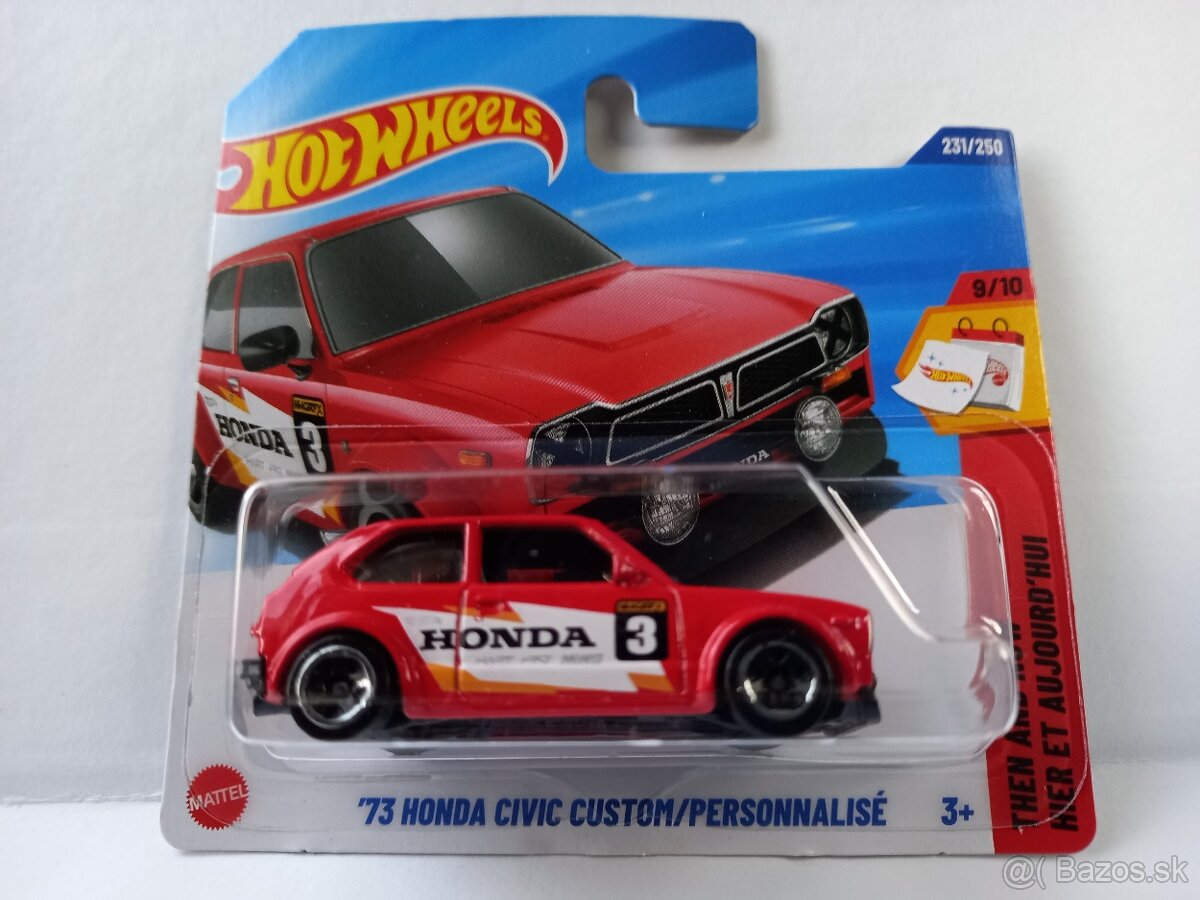 HOT WHEELS
231/250
9/10
HONDA 3
HONDA 3
THEN AND NOW
HIER ET AUJOURD'HUI
MATTEL
'73 HONDA CIVIC CUSTOM/PERSONNALISÉ
3+
@( Bazos.sk